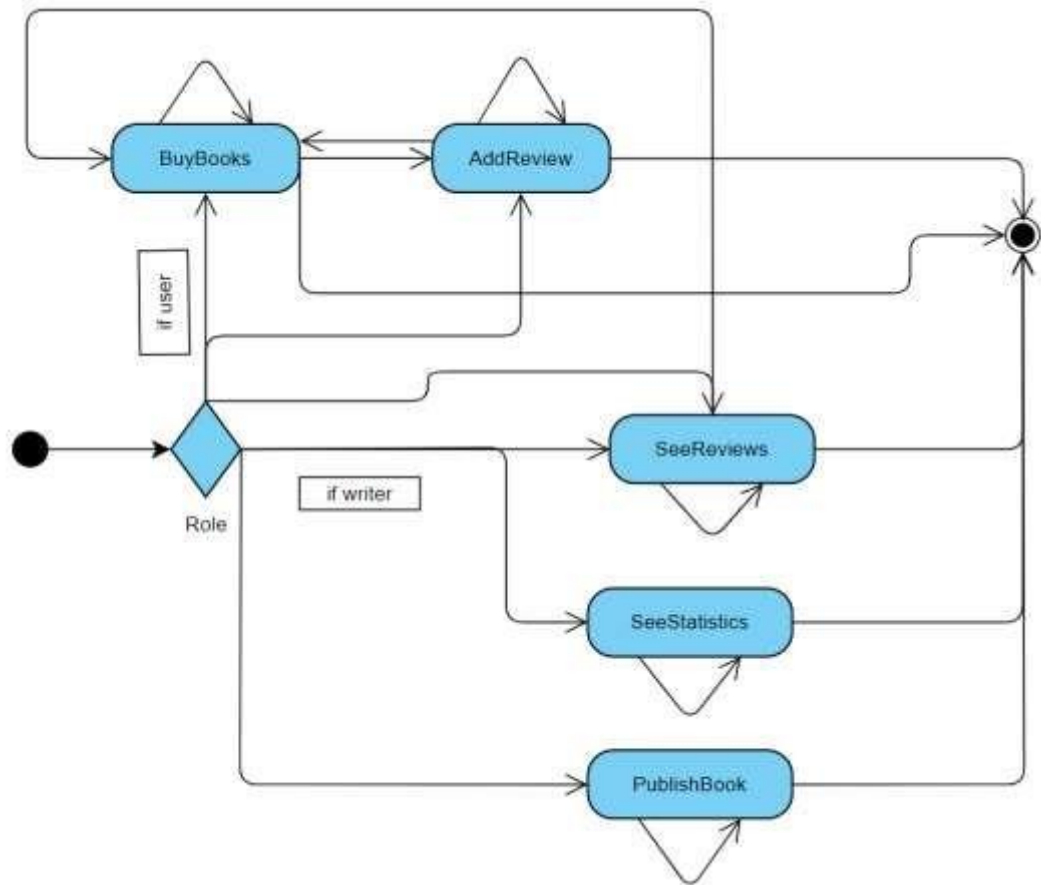 BuyBooks
AddReview
if user
SeeReviews
if writer
Role
SeeStatistics
PublishBook